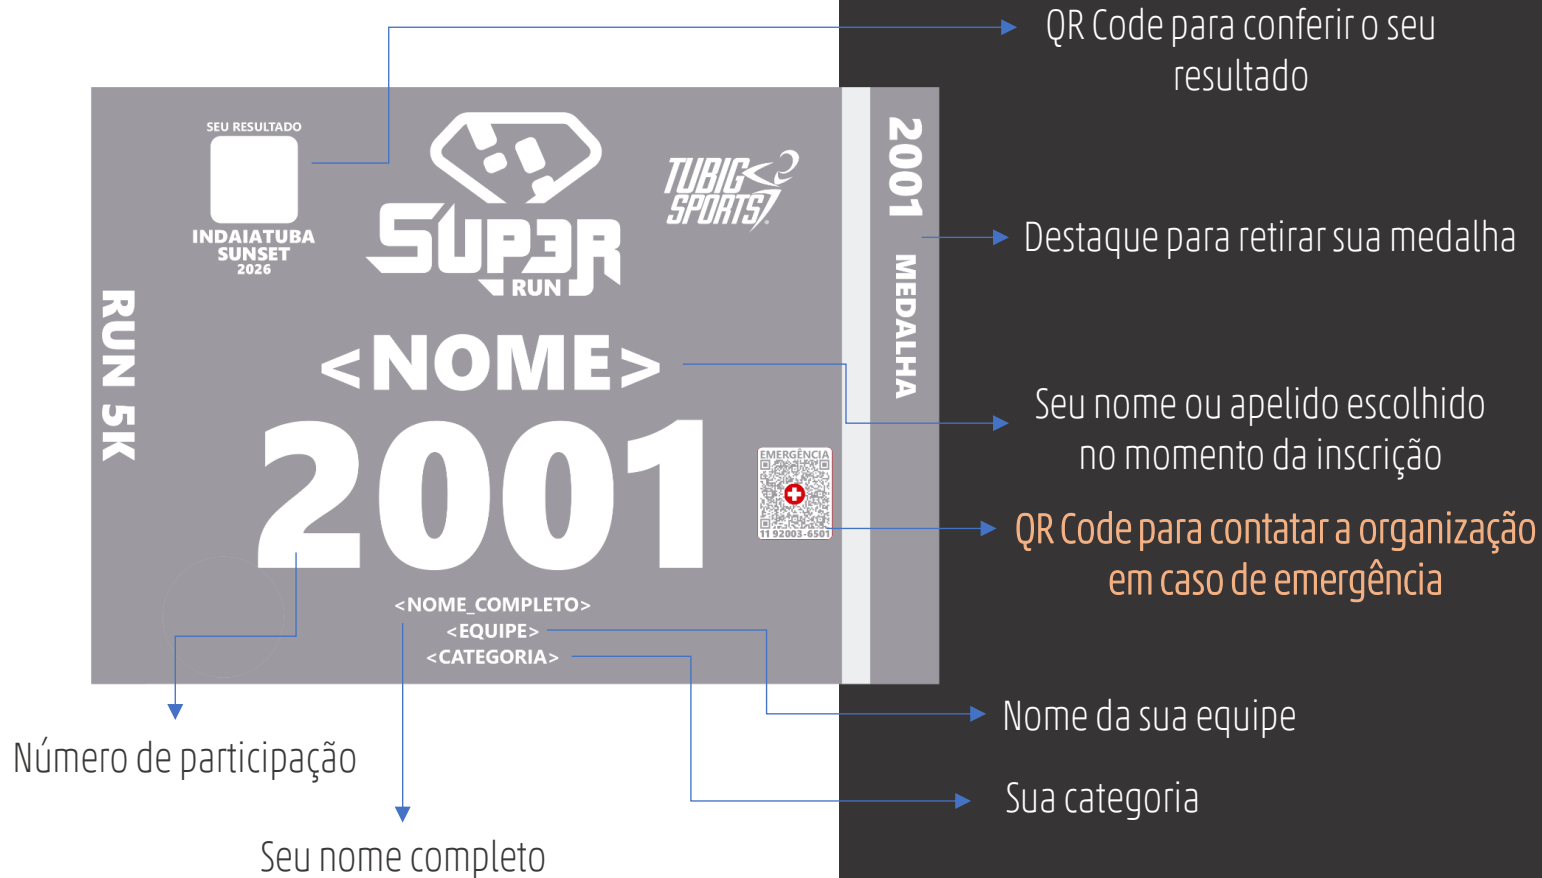 QR Code para conferir o seu
resultado
SEU RESULTADO
INDAIATUBA
SUNSET
2026
SUP3R
RUN
TUBIG
SPORTS
2001 MEDALHA
Destaque para retirar sua medalha
RUN 5K
<NOME>
Seu nome ou apelido escolhido
no momento da inscrição
2001
EMERGÊNCIA
11 92003-6501
QR Code para contatar a organização
em caso de emergência
<NOME_COMPLETO>
<EQUIPE>
<CATEGORIA>
Nome da sua equipe
Número de participação
Sua categoria
Seu nome completo